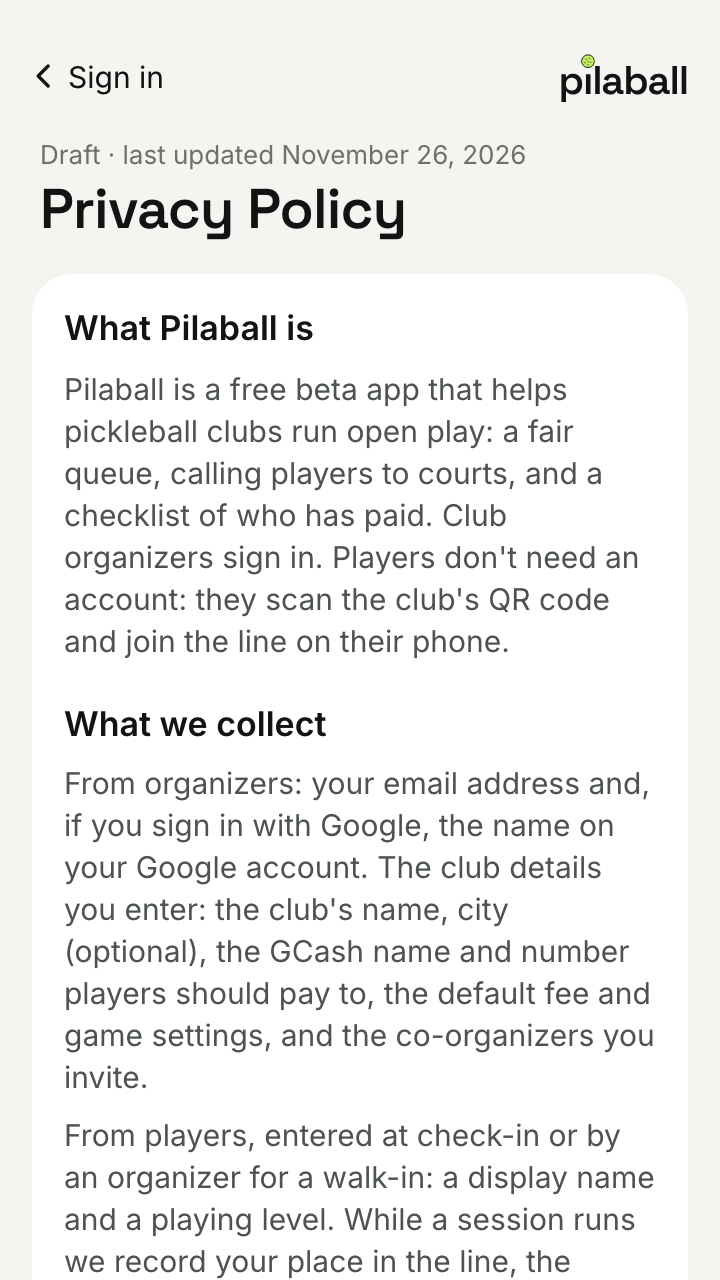 Sign in
pilaball
Draft · last updated November 26, 2026
Privacy Policy
What Pilaball is
Pilaball is a free beta app that helps
pickleball clubs run open play: a fair
queue, calling players to courts, and a
checklist of who has paid. Club
organizers sign in. Players don't need an
account: they scan the club's QR code
and join the line on their phone.
What we collect
From organizers: your email address and,
if you sign in with Google, the name on
your Google account. The club details
you enter: the club's name, city
(optional), the GCash name and number
players should pay to, the default fee and
game settings, and the co-organizers you
invite.
From players, entered at check-in or by
an organizer for a walk-in: a display name
and a playing level. While a session runs
we record your place in the line, the